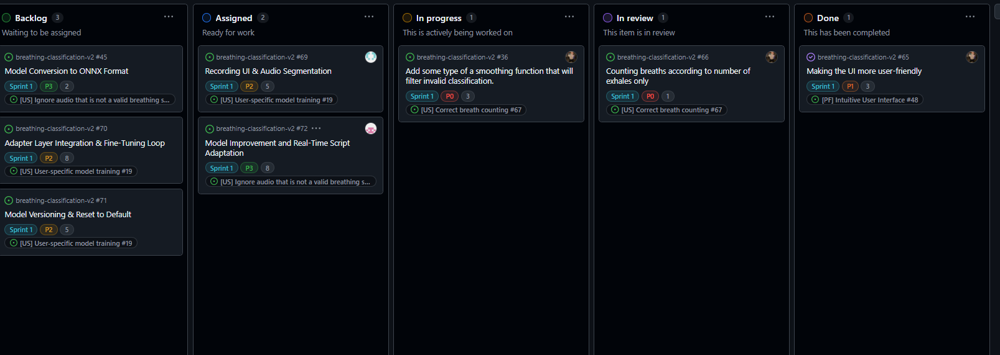 Backlog 3 ...
Waiting to be assigned
breathing-classification-v2 #45
Model Conversion to ONNX Format
Sprint 1 P3 2
[US] Ignore audio that is not a valid breathing s...
breathing-classification-v2 #70
Adapter Layer Integration & Fine-Tuning Loop
Sprint 1 P2 8
[US] User-specific model training #19
breathing-classification-v2 #71
Model Versioning & Reset to Default
Sprint 1 P2 5
[US] User-specific model training #19
Assigned 2 ...
Ready for work
breathing-classification-v2 #69
Recording UI & Audio Segmentation
Sprint 1 P2 5
[US] User-specific model training #19
breathing-classification-v2 #72 ...
Model Improvement and Real-Time Script
Adaptation
Sprint 1 P3 8
[US] Ignore audio that is not a valid breathing s...
In progress 1 ...
This is actively being worked on
breathing-classification-v2 #36
Add some type of a smoothing function that will
filter invalid classification.
Sprint 1 P0 3
[US] Correct breath counting #67
In review 1 ...
This item is in review
breathing-classification-v2 #66
Counting breaths according to number of
exhales only
Sprint 1 P0 1
[US] Correct breath counting #67
Done 1 ...
This has been completed
breathing-classification-v2 #65
Making the UI more user-friendly
Sprint 1 P1 3
[PF] Intuitive User Interface #48